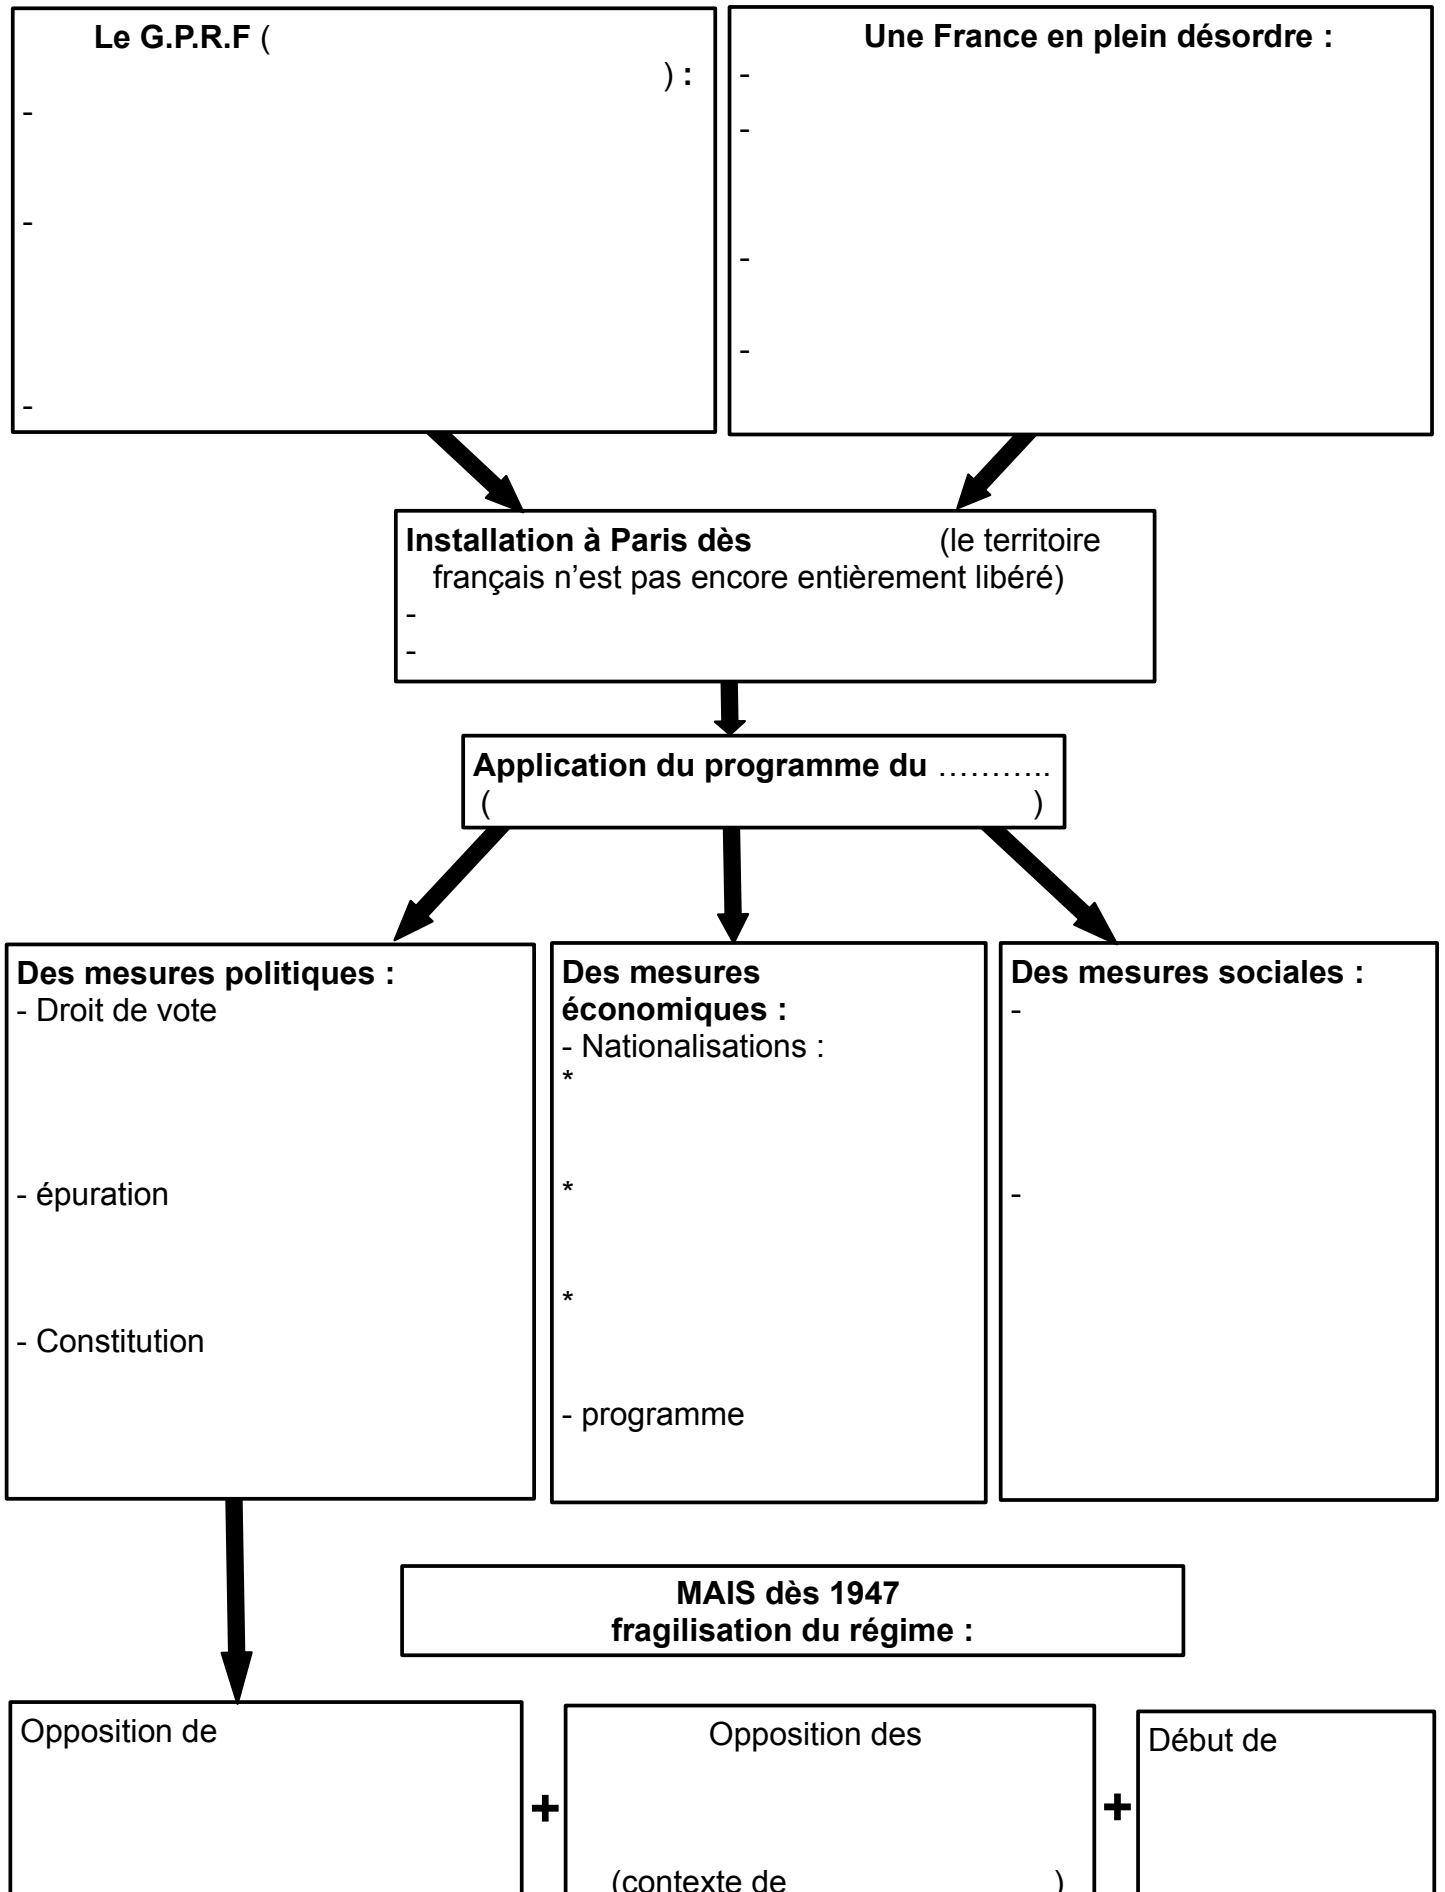 Le G.P.R.F (
) :
-
-
-
Une France en plein désordre :
-
-
-
-
Installation à Paris dès (le territoire
français n’est pas encore entièrement libéré)
-
-
Application du programme du ………..
( )
Des mesures politiques :
- Droit de vote
- épuration
- Constitution
Des mesures
économiques :
- Nationalisations :
*
*
*
- programme
Des mesures sociales :
-
-
MAIS dès 1947
fragilisation du régime :
Opposition de
+
Opposition des
(contexte de )
+
Début de